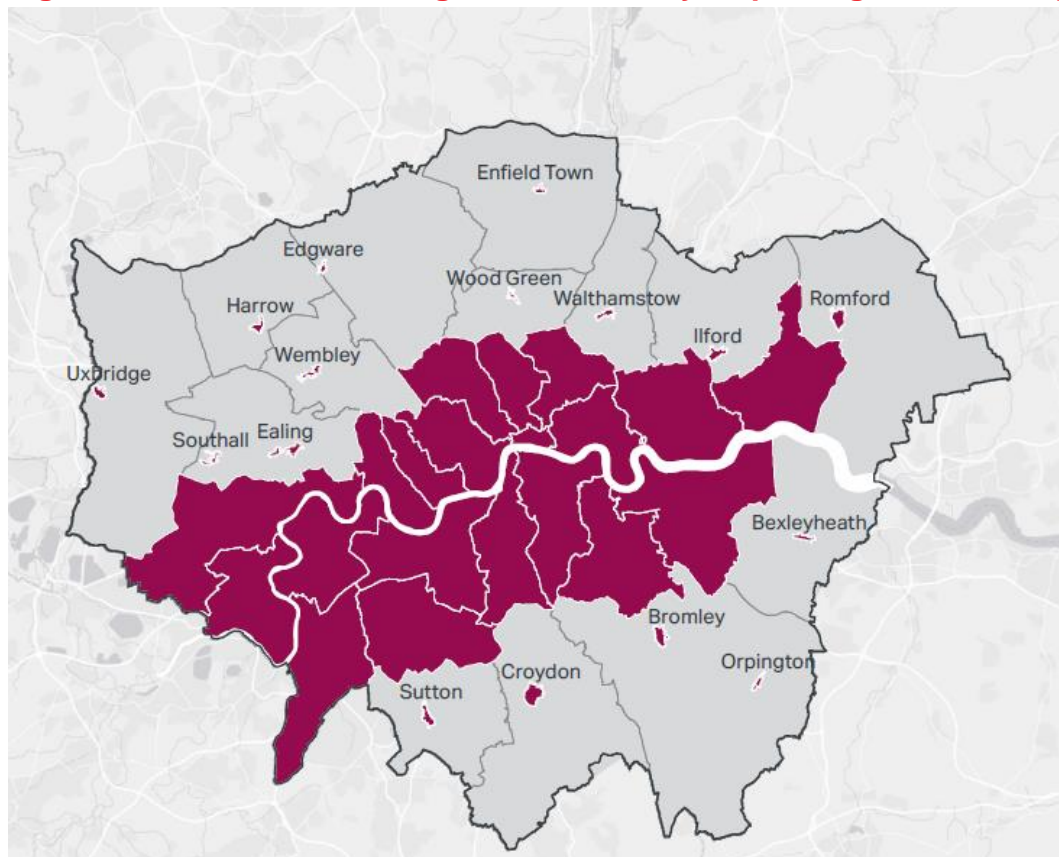 Enfield Town
Edgware
Wood Green
Harrow
Walthamstow
Romford
Ilford
Wembley
Uxbridge
Southall
Ealing
Bexleyheath
Bromley
Orpington
Croydon
Sutton